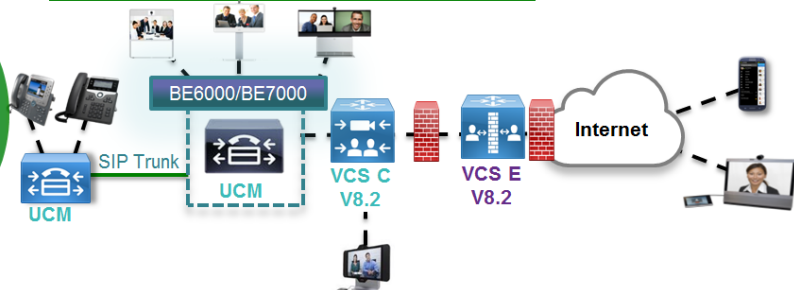 BE6000/BE7000
SIP Trunk
UCM
UCM
VCS C
V8.2
VCS E
V8.2
Internet